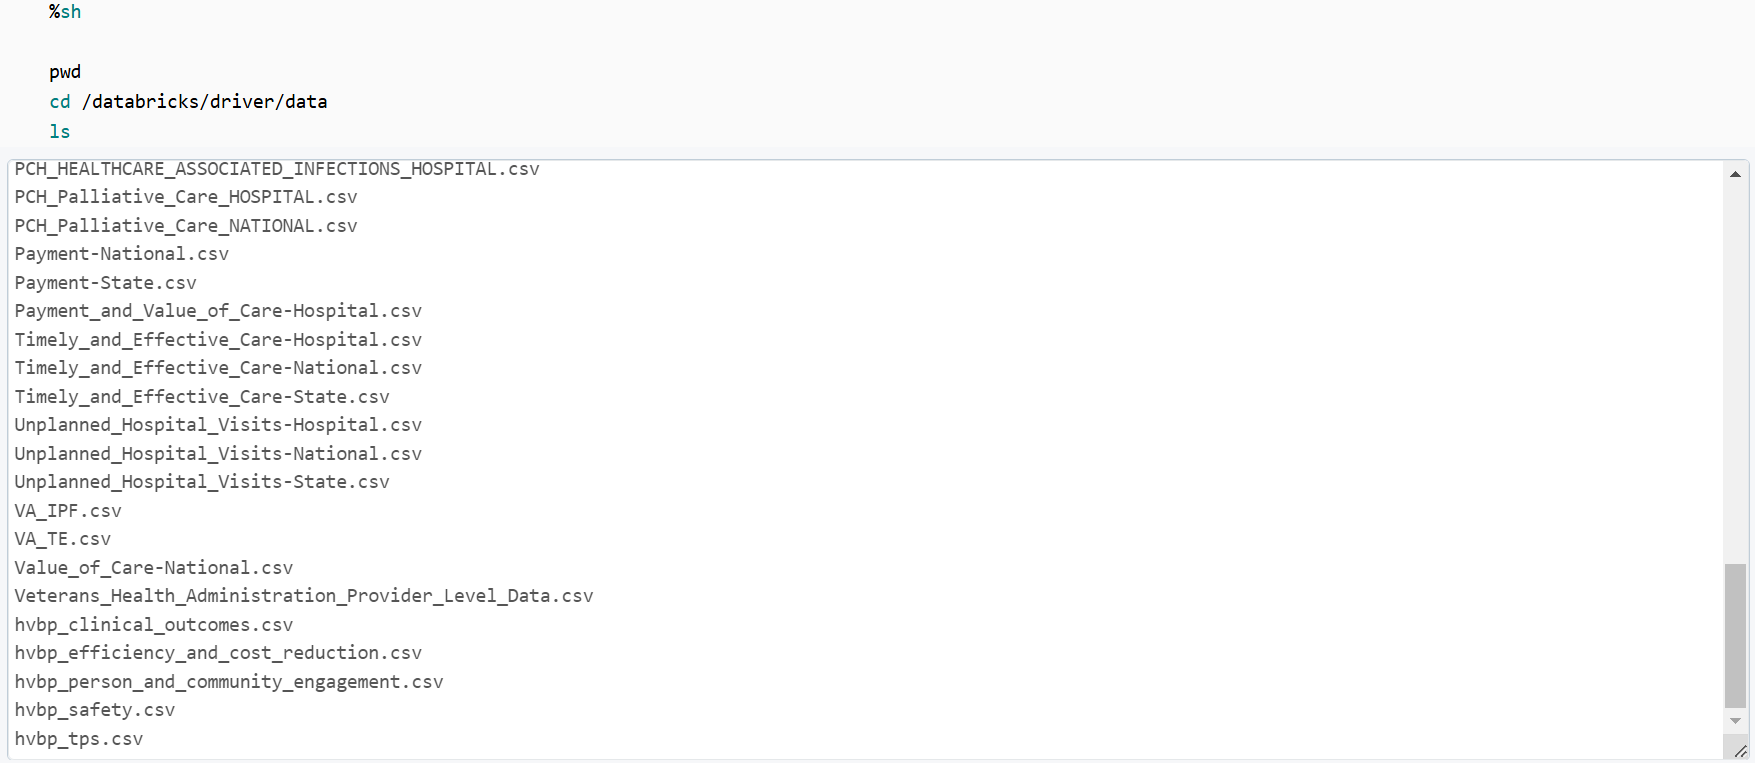 %sh
pwd
cd /databricks/driver/data
ls
PCH_HEALTHCARE_ASSOCIATED_INFECTIONS_HOSPITAL.csv
PCH_Palliative_Care_HOSPITAL.csv
PCH_Palliative_Care_NATIONAL.csv
Payment-National.csv
Payment-State.csv
Payment_and_Value_of_Care-Hospital.csv
Timely_and_Effective_Care-Hospital.csv
Timely_and_Effective_Care-National.csv
Timely_and_Effective_Care-State.csv
Unplanned_Hospital_Visits-Hospital.csv
Unplanned_Hospital_Visits-National.csv
Unplanned_Hospital_Visits-State.csv
VA_IPF.csv
VA_TE.csv
Value_of_Care-National.csv
Veterans_Health_Administration_Provider_Level_Data.csv
hvbp_clinical_outcomes.csv
hvbp_efficiency_and_cost_reduction.csv
hvbp_person_and_community_engagement.csv
hvbp_safety.csv
hvbp_tps.csv